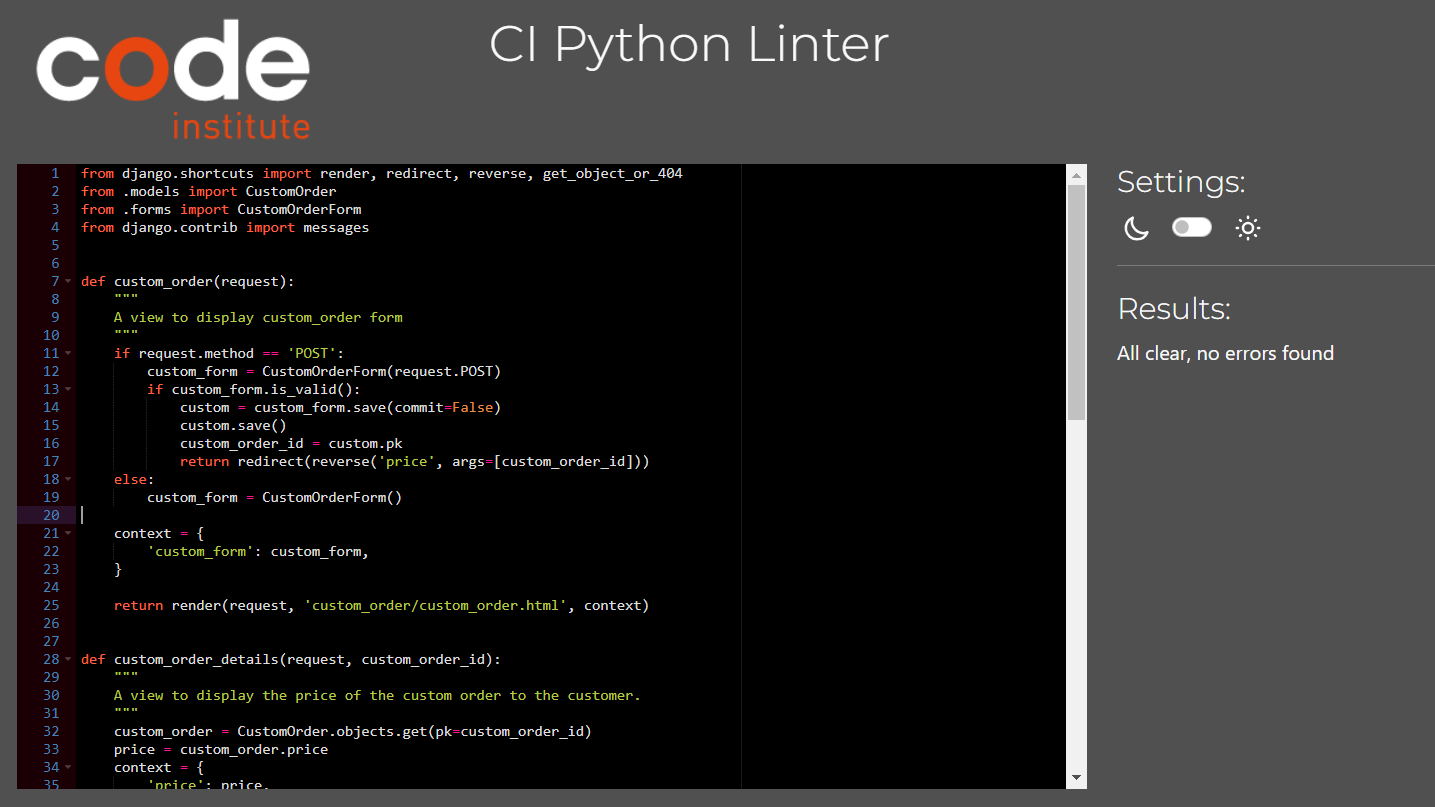 code
institute
CI Python Linter
1 from django.shortcuts import render, redirect, reverse, get_object_or_404
2 from .models import CustomOrder
3 from .forms import CustomOrderForm
4 from django.contrib import messages
5
6
7 def custom_order(request):
8     """
9     A view to display custom_order form
10     """
11     if request.method == 'POST':
12         custom_form = CustomOrderForm(request.POST)
13         if custom_form.is_valid():
14             custom = custom_form.save(commit=False)
15             custom.save()
16             custom_order_id = custom.pk
17             return redirect(reverse('price', args=[custom_order_id]))
18     else:
19         custom_form = CustomOrderForm()
20
21     context = {
22         'custom_form': custom_form,
23     }
24
25     return render(request, 'custom_order/custom_order.html', context)
26
27
28 def custom_order_details(request, custom_order_id):
29     """
30     A view to display the price of the custom order to the customer.
31     """
32     custom_order = CustomOrder.objects.get(pk=custom_order_id)
33     price = custom_order.price
34     context = {
35         'price': price,
Settings:
Results:
All clear, no errors found